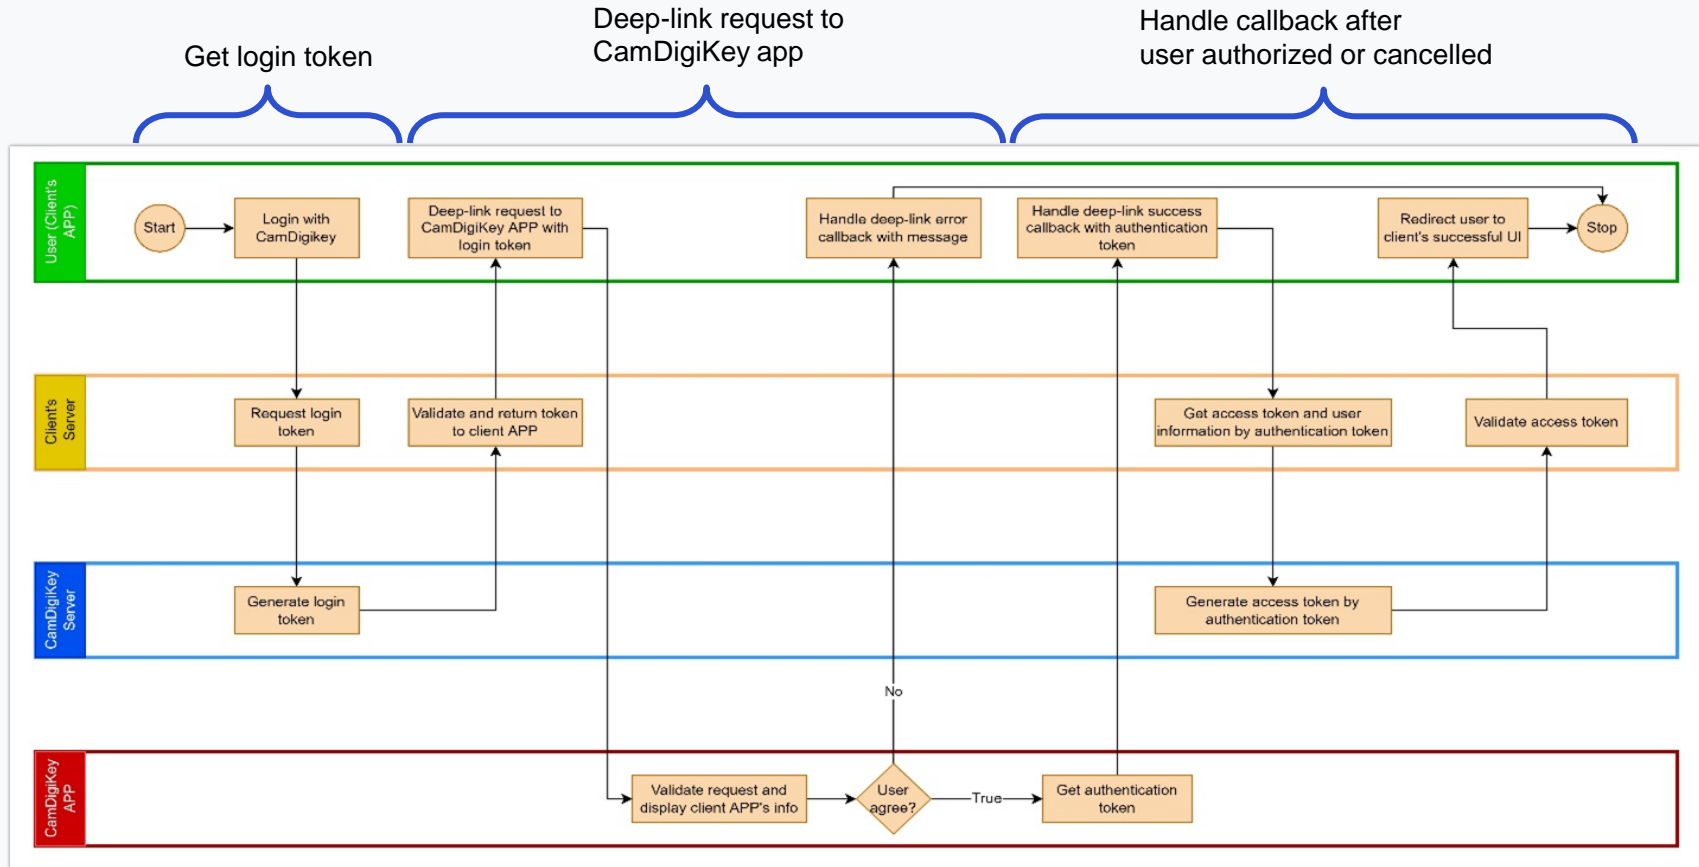 Get login token
Deep-link request to
CamDigiKey app
Handle callback after
user authorized or cancelled
User (Client's
APP)
Start
Login with
CamDigikey
Deep-link request to
CamDigiKey APP with
login token
Handle deep-link error
callback with message
Handle deep-link success
callback with authentication
token
Redirect user to
client's successful UI
Stop
Client's
Server
Request login
token
Validate and return token
to client APP
Get access token and user
information by authentication token
Validate access token
CamDigiKey
Server
Generate login
token
Generate access token by
authentication token
No
CamDigiKey
APP
Validate request and
display client APP's info
User
agree?
True
Get authentication
token